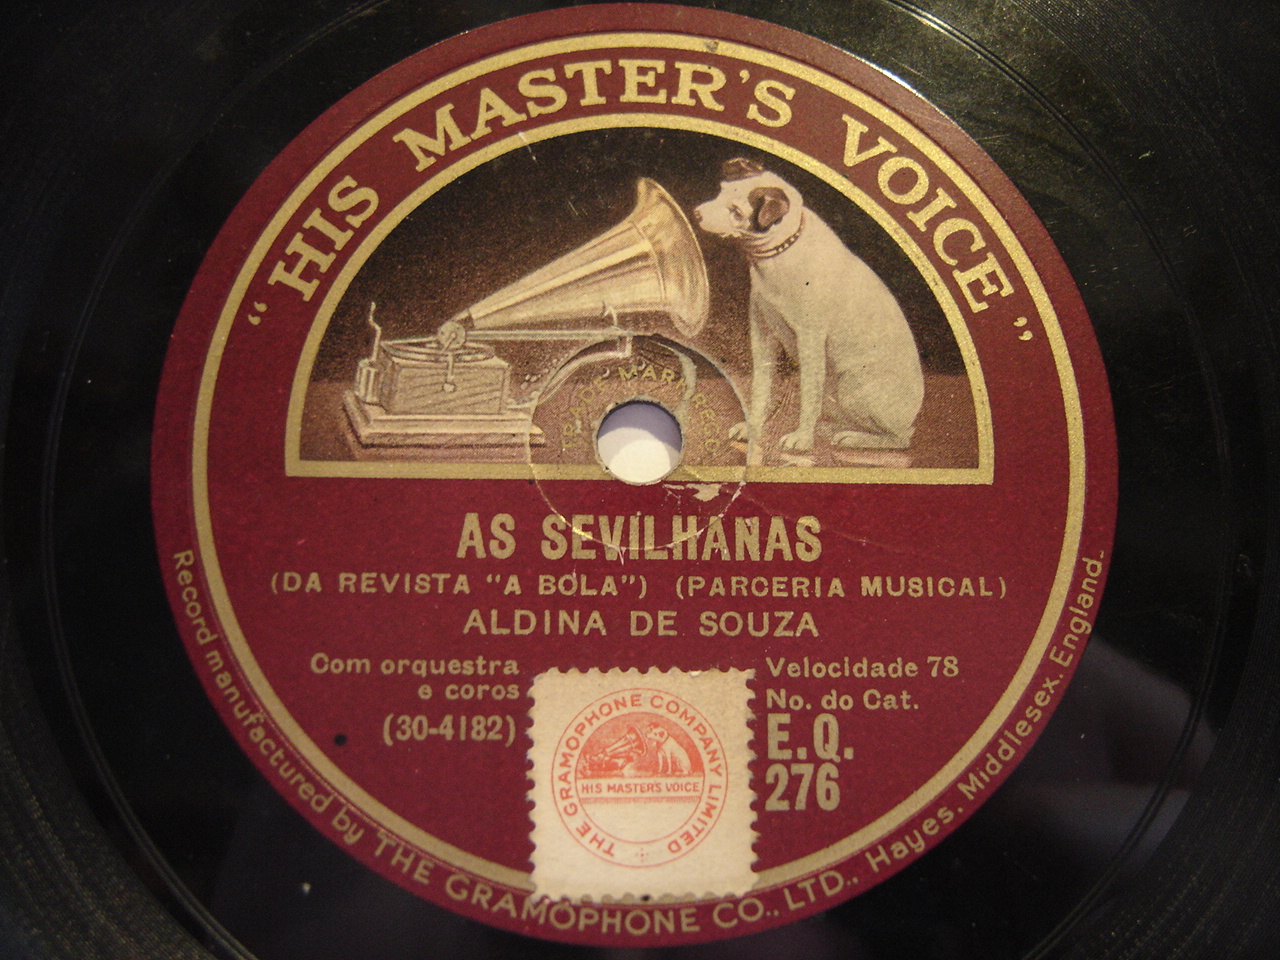 “HIS MASTER'S VOICE”
TRADE MARK
AS SEVILHANAS
(DA REVISTA “A BOLA”) (PARCERIA MUSICAL)
ALDINA DE SOUZA
Com orquestra
e coros
(30-4182)
Velocidade 78
No. do Cat.
E.Q.
276
THE GRAMOPHONE COMPANY LIMITED
HIS MASTER'S VOICE
Record manufactured by THE GRAMOPHONE CO., LTD., Hayes, Middlesex, England.